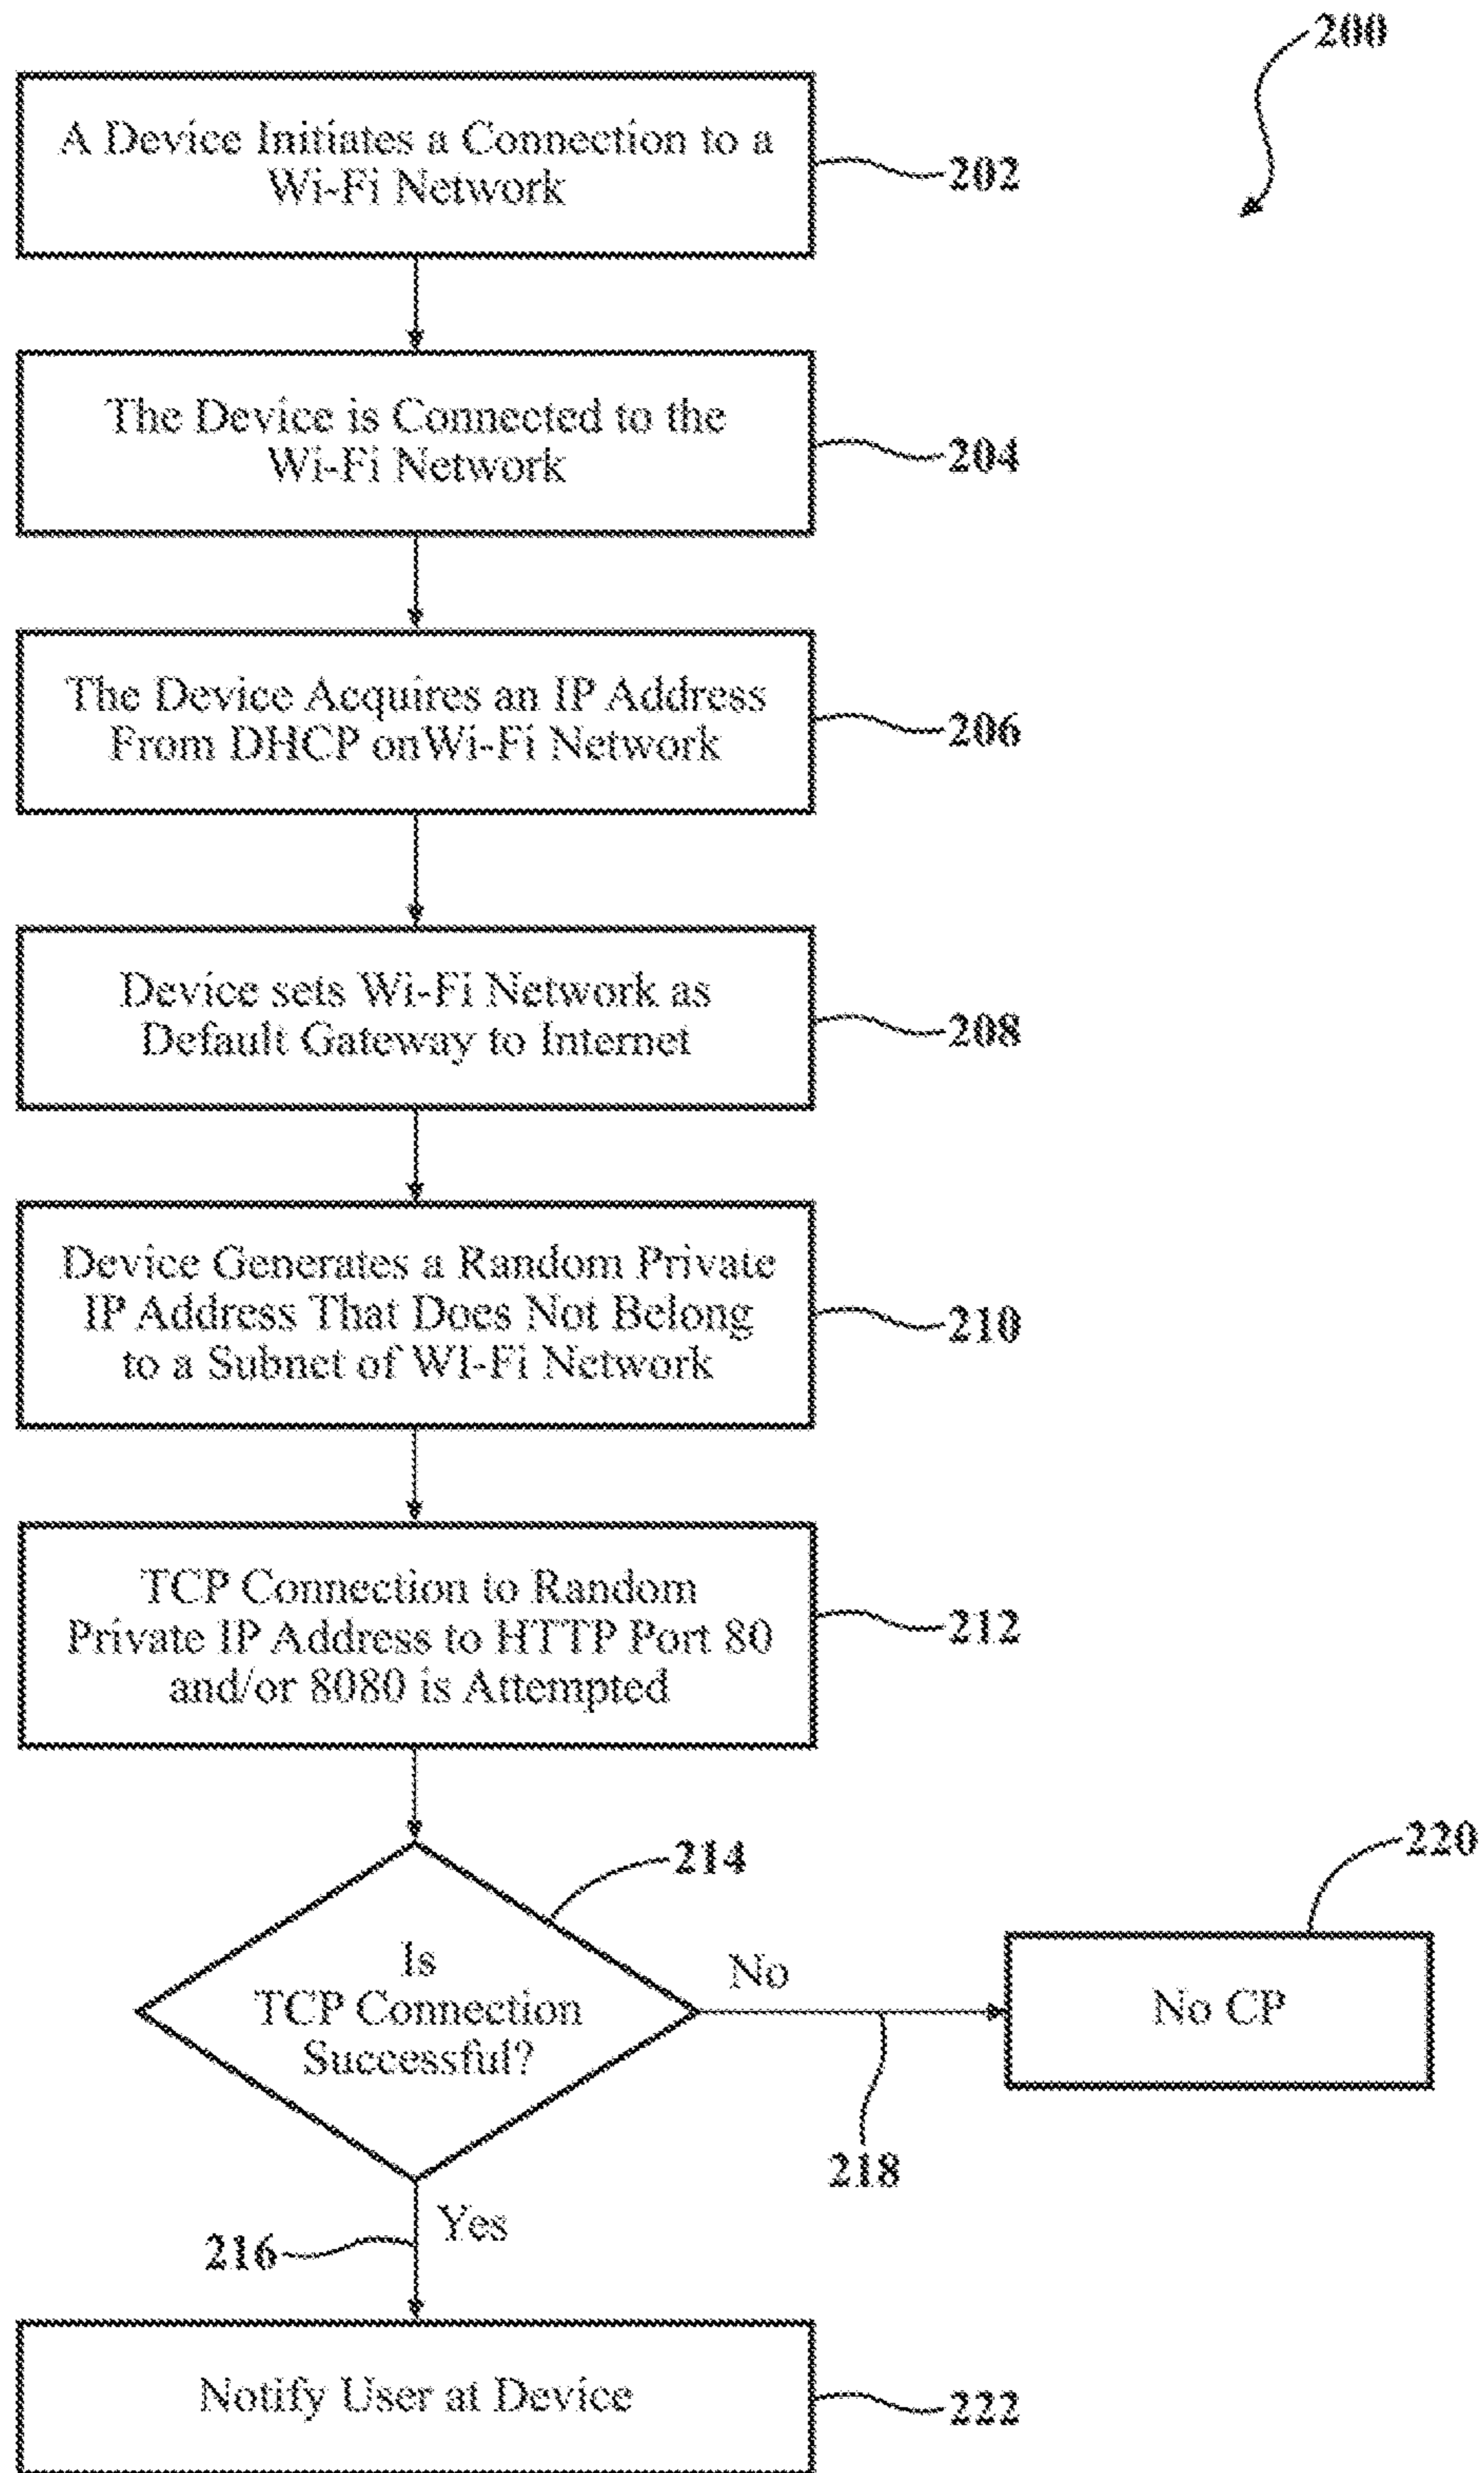 200
A Device Initiates a Connection to a
Wi-Fi Network
202
The Device is Connected to the
Wi-Fi Network
204
The Device Acquires an IP Address
From DHCP onWi-Fi Network
206
Device sets Wi-Fi Network as
Default Gateway to Internet
208
Device Generates a Random Private
IP Address That Does Not Belong
to a Subnet of WI-Fi Network
210
TCP Connection to Random
Private IP Address to HTTP Port 80
and/or 8080 is Attempted
212
214
Is
TCP Connection
Successful?
No
218
220
No CP
216
Yes
Notify User at Device
222